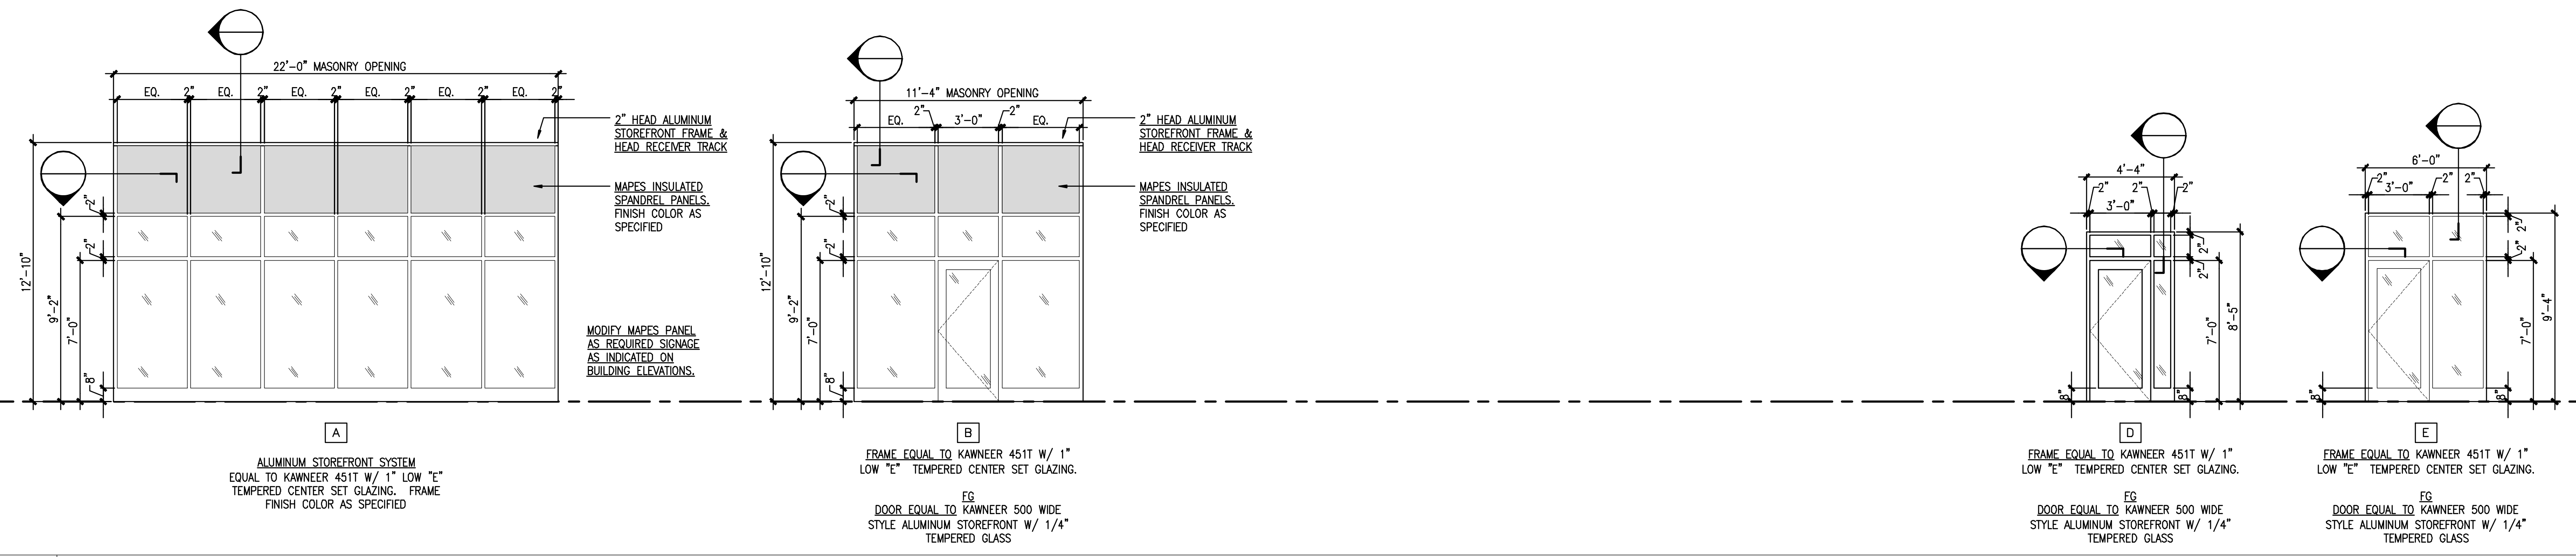 22'-0" MASONRY OPENING
EQ. 2" EQ. 2" EQ. 2" EQ. 2" EQ. 2" EQ. 2"
2" HEAD ALUMINUM
STOREFRONT FRAME &
HEAD RECEIVER TRACK
MAPES INSULATED
SPANDREL PANELS.
FINISH COLOR AS
SPECIFIED
MODIFY MAPES PANEL
AS REQUIRED SIGNAGE
AS INDICATED ON
BUILDING ELEVATIONS.
12'-10"
9'-2"
7'-0"
2"
2"
8"
A
ALUMINUM STOREFRONT SYSTEM
EQUAL TO KAWNEER 451T W/ 1" LOW "E"
TEMPERED CENTER SET GLAZING. FRAME
FINISH COLOR AS SPECIFIED
11'-4" MASONRY OPENING
2" 2"
EQ. 3'-0" EQ.
2" HEAD ALUMINUM
STOREFRONT FRAME &
HEAD RECEIVER TRACK
MAPES INSULATED
SPANDREL PANELS.
FINISH COLOR AS
SPECIFIED
12'-10"
9'-2"
7'-0"
2"
2"
8"
B
FRAME EQUAL TO KAWNEER 451T W/ 1"
LOW "E" TEMPERED CENTER SET GLAZING.
FG
DOOR EQUAL TO KAWNEER 500 WIDE
STYLE ALUMINUM STOREFRONT W/ 1/4"
TEMPERED GLASS
4'-4"
2" 2" 2"
3'-0"
2"
2"
7'-0"
8'-5"
8"
8"
D
FRAME EQUAL TO KAWNEER 451T W/ 1"
LOW "E" TEMPERED CENTER SET GLAZING.
FG
DOOR EQUAL TO KAWNEER 500 WIDE
STYLE ALUMINUM STOREFRONT W/ 1/4"
TEMPERED GLASS
6'-0"
2" 2" 2"
3'-0"
2"
2"
7'-0"
9'-4"
8"
8"
E
FRAME EQUAL TO KAWNEER 451T W/ 1"
LOW "E" TEMPERED CENTER SET GLAZING.
FG
DOOR EQUAL TO KAWNEER 500 WIDE
STYLE ALUMINUM STOREFRONT W/ 1/4"
TEMPERED GLASS